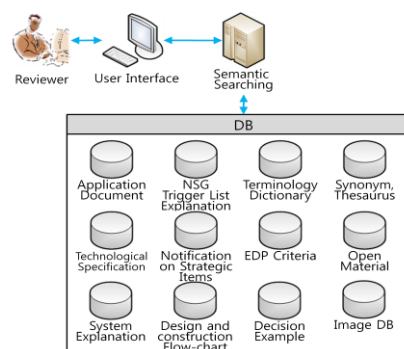 Reviewer
User Interface
Semantic
Searching
DB
Application
Document
NSG
Trigger List
Explanation
Terminology
Dictionary
Synonym,
Thesaurus
Technological
Specification
Notification
on Strategic
Items
EDP Criteria
Open
Material
System
Explanation
Design and
construction
Flow-chart
Decision
Example
Image DB